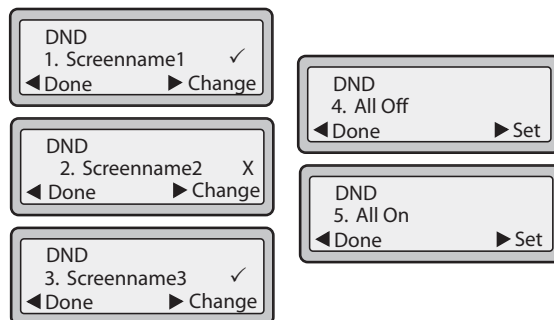 DND
1. Screenname1 ✓
◀Done ▶Change
DND
2. Screenname2 X
◀ Done ▶Change
DND
3. Screenname3 ✓
◀Done ▶Change
DND
4. All Off
◀Done ▶Set
DND
5. All On
◀Done ▶Set